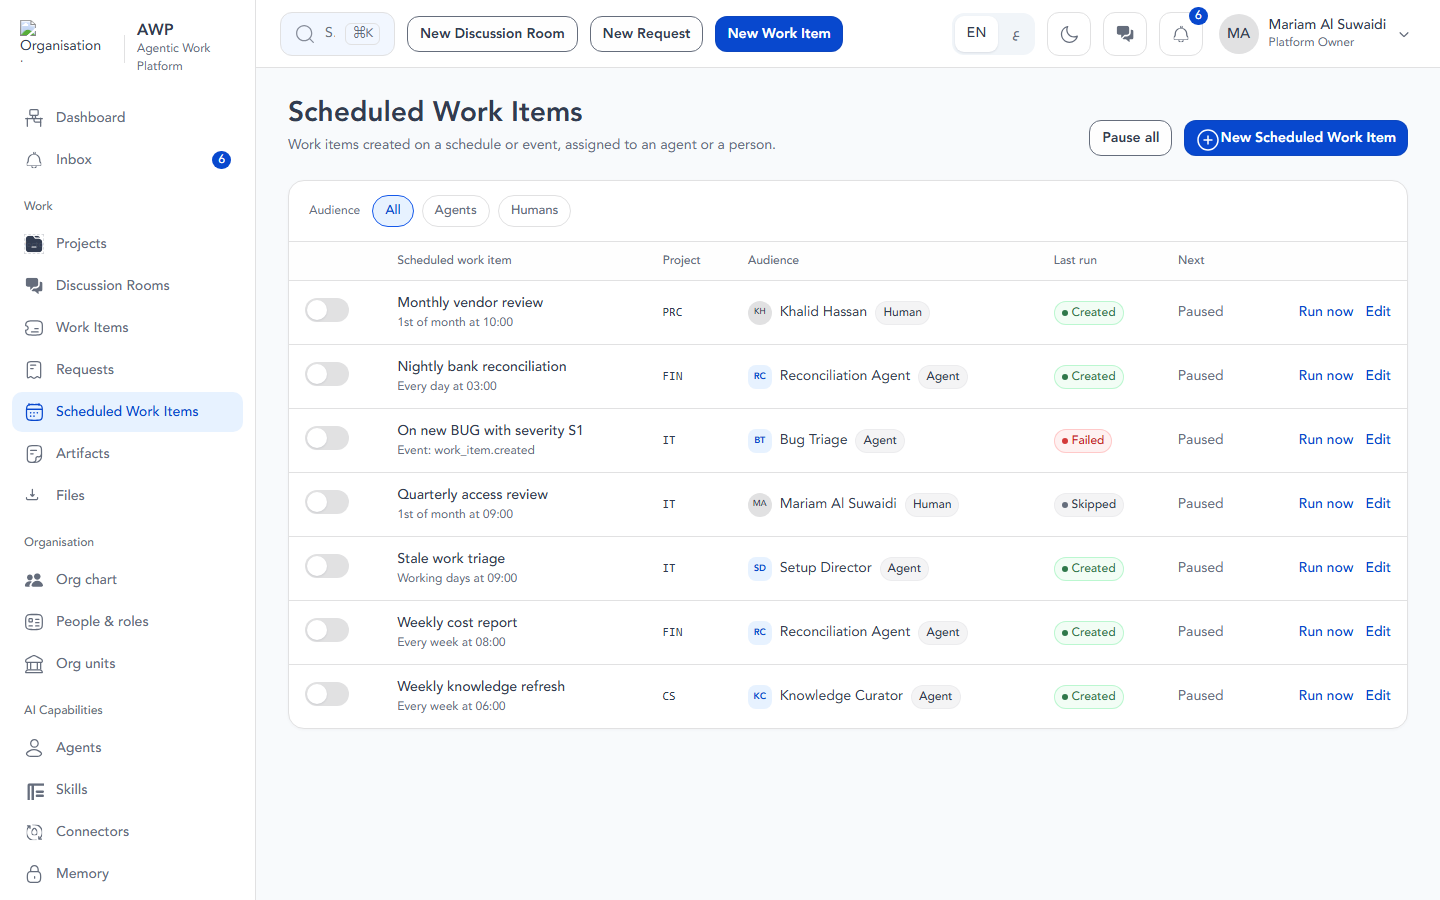 Organisation
.
AWP
Agentic Work
Platform
S.
⌘K
New Discussion Room
New Request
New Work Item
EN
ع
6
MA
Mariam Al Suwaidi
Platform Owner
Dashboard
Inbox
6
Work
Projects
Discussion Rooms
Work Items
Requests
Scheduled Work Items
Artifacts
Files
Organisation
Org chart
People & roles
Org units
AI Capabilities
Agents
Skills
Connectors
Memory
Scheduled Work Items
Work items created on a schedule or event, assigned to an agent or a person.
Pause all
New Scheduled Work Item
Audience
All
Agents
Humans
Scheduled work item
Project
Audience
Last run
Next
Monthly vendor review
1st of month at 10:00
PRC
KH
Khalid Hassan
Human
Created
Paused
Run now
Edit
Nightly bank reconciliation
Every day at 03:00
FIN
RC
Reconciliation Agent
Agent
Created
Paused
Run now
Edit
On new BUG with severity S1
Event: work_item.created
IT
BT
Bug Triage
Agent
Failed
Paused
Run now
Edit
Quarterly access review
1st of month at 09:00
IT
MA
Mariam Al Suwaidi
Human
Skipped
Paused
Run now
Edit
Stale work triage
Working days at 09:00
IT
SD
Setup Director
Agent
Created
Paused
Run now
Edit
Weekly cost report
Every week at 08:00
FIN
RC
Reconciliation Agent
Agent
Created
Paused
Run now
Edit
Weekly knowledge refresh
Every week at 06:00
CS
KC
Knowledge Curator
Agent
Created
Paused
Run now
Edit